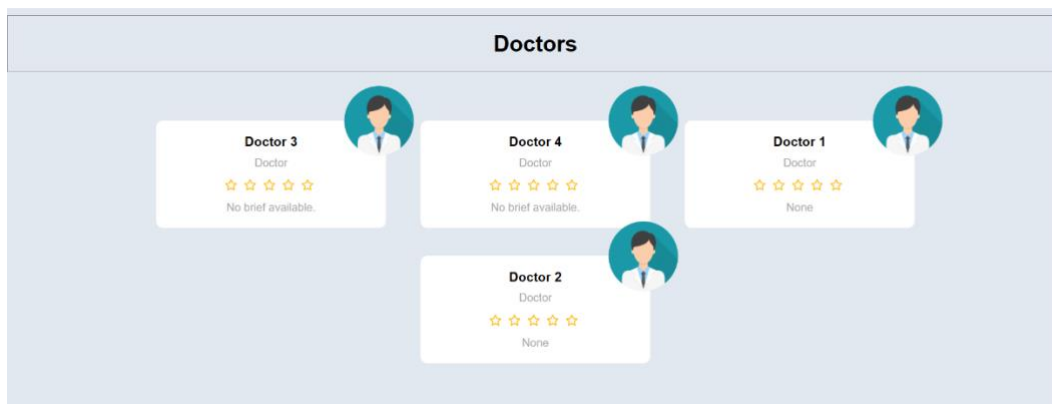 Doctors
Doctor 3
Doctor
No brief available.
Doctor 4
Doctor
No brief available.
Doctor 1
Doctor
None
Doctor 2
Doctor
None